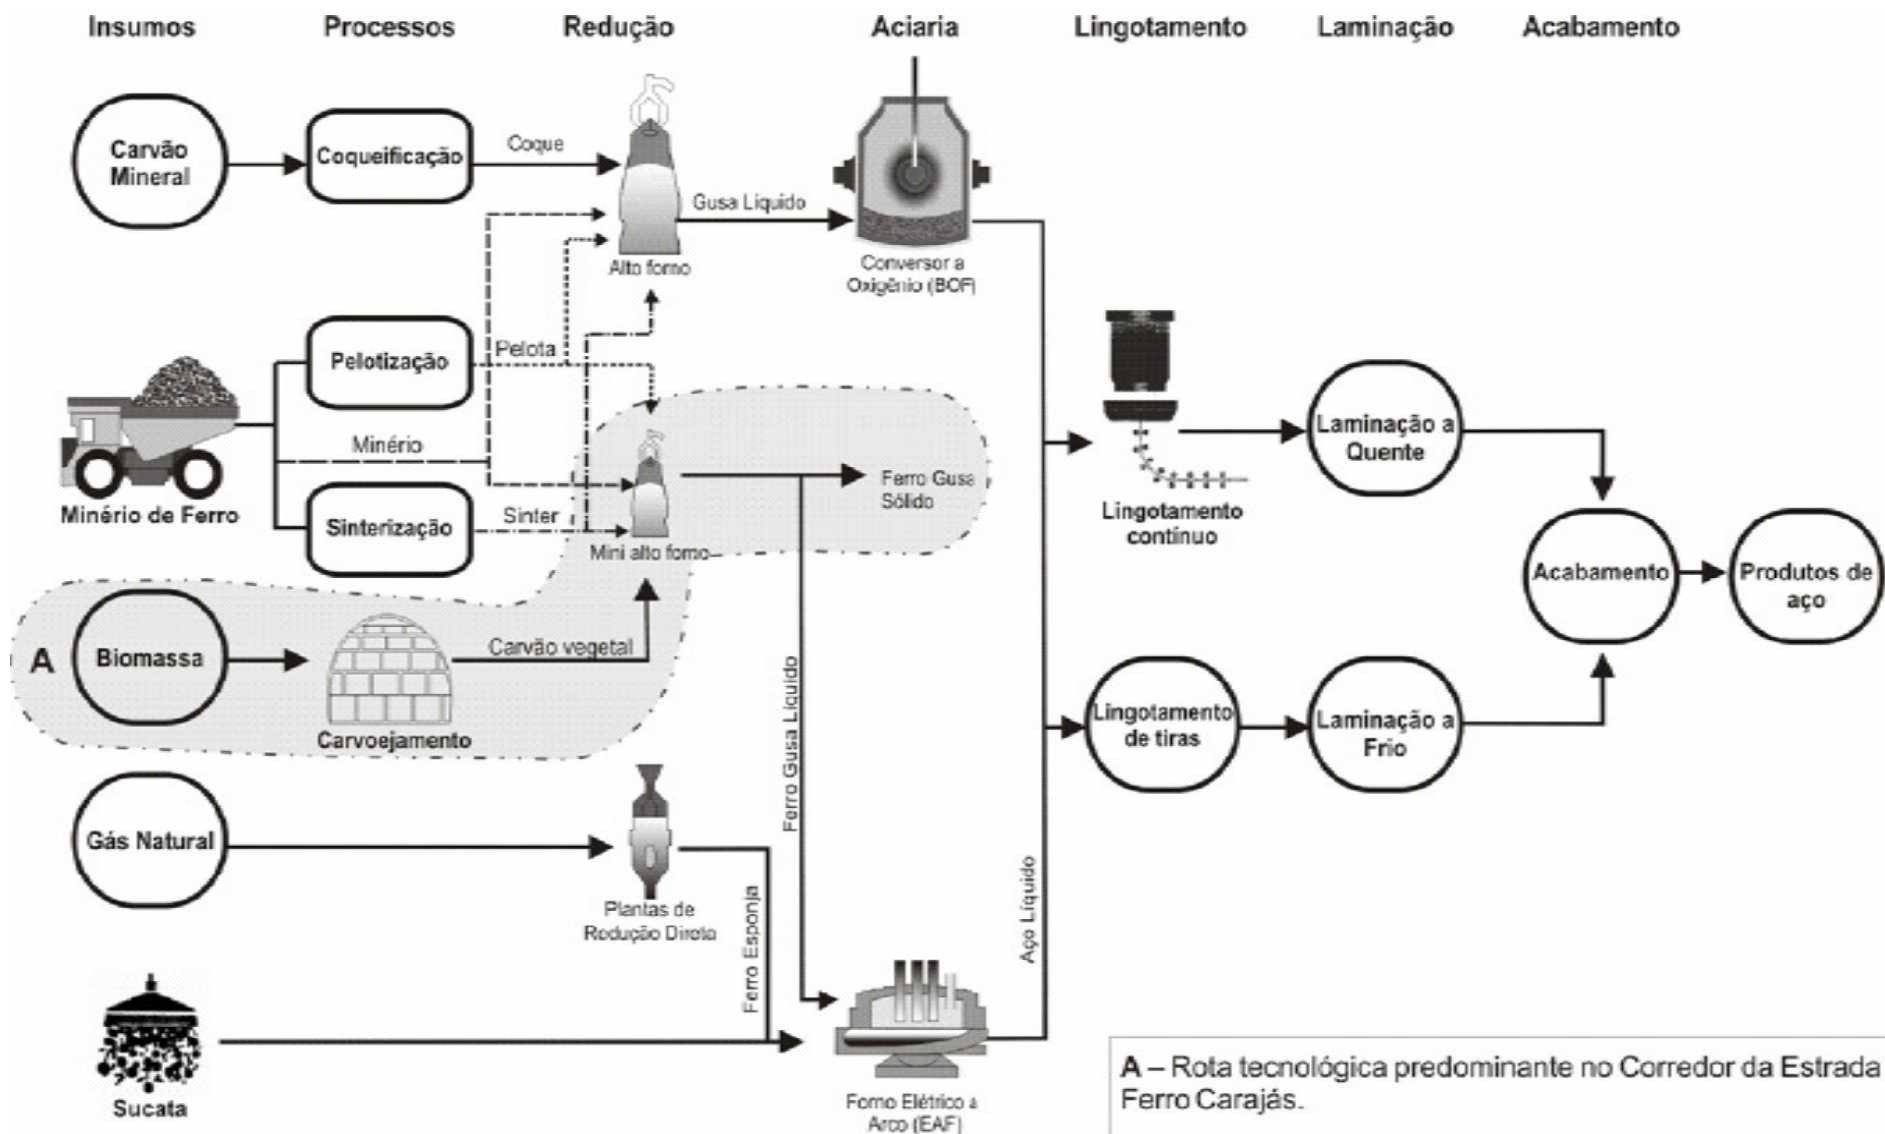 Insumos
Processos
Redução
Aciaria
Lingotamento
Laminação
Acabamento
Carvão
Mineral
Coqueificação
Coque
Alto forno
Gusa Líquido
Conversor a
Oxigênio (BOF)
Minério de Ferro
Pelotização
Pelota
Minério
Sinterização
Sinter
Mini alto forno
Ferro Gusa
Sólido
A
Biomassa
Carvoejamento
Carvão vegetal
Gás Natural
Plantas de
Redução Direta
Ferro Esponja
Ferro Gusa Líquido
Sucata
Forno Elétrico a
Arco (EAF)
Aço Líquido
Lingotamento
contínuo
Laminação a
Quente
Lingotamento
de tiras
Laminação a
Frio
Acabamento
Produtos de
aço
A – Rota tecnológica predominante no Corredor da Estrada
Ferro Carajás.